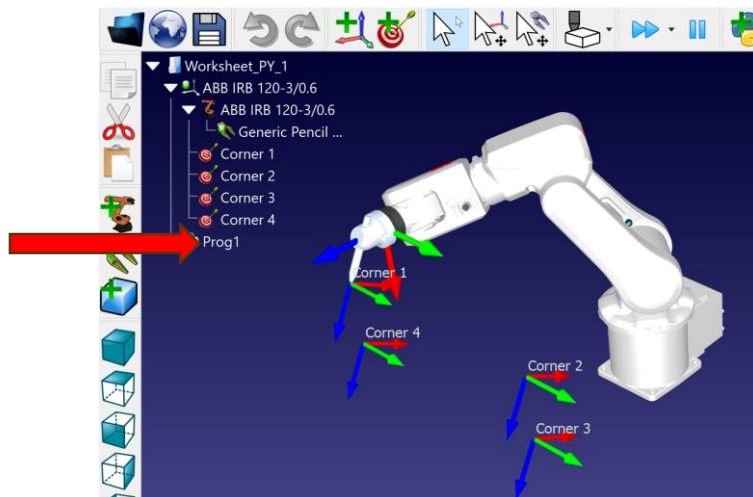 Worksheet_PY_1
ABB IRB 120-3/0.6
ABB IRB 120-3/0.6
Generic Pencil ...
Corner 1
Corner 2
Corner 3
Corner 4
Prog1
Corner 1
Corner 4
Corner 2
Corner 3